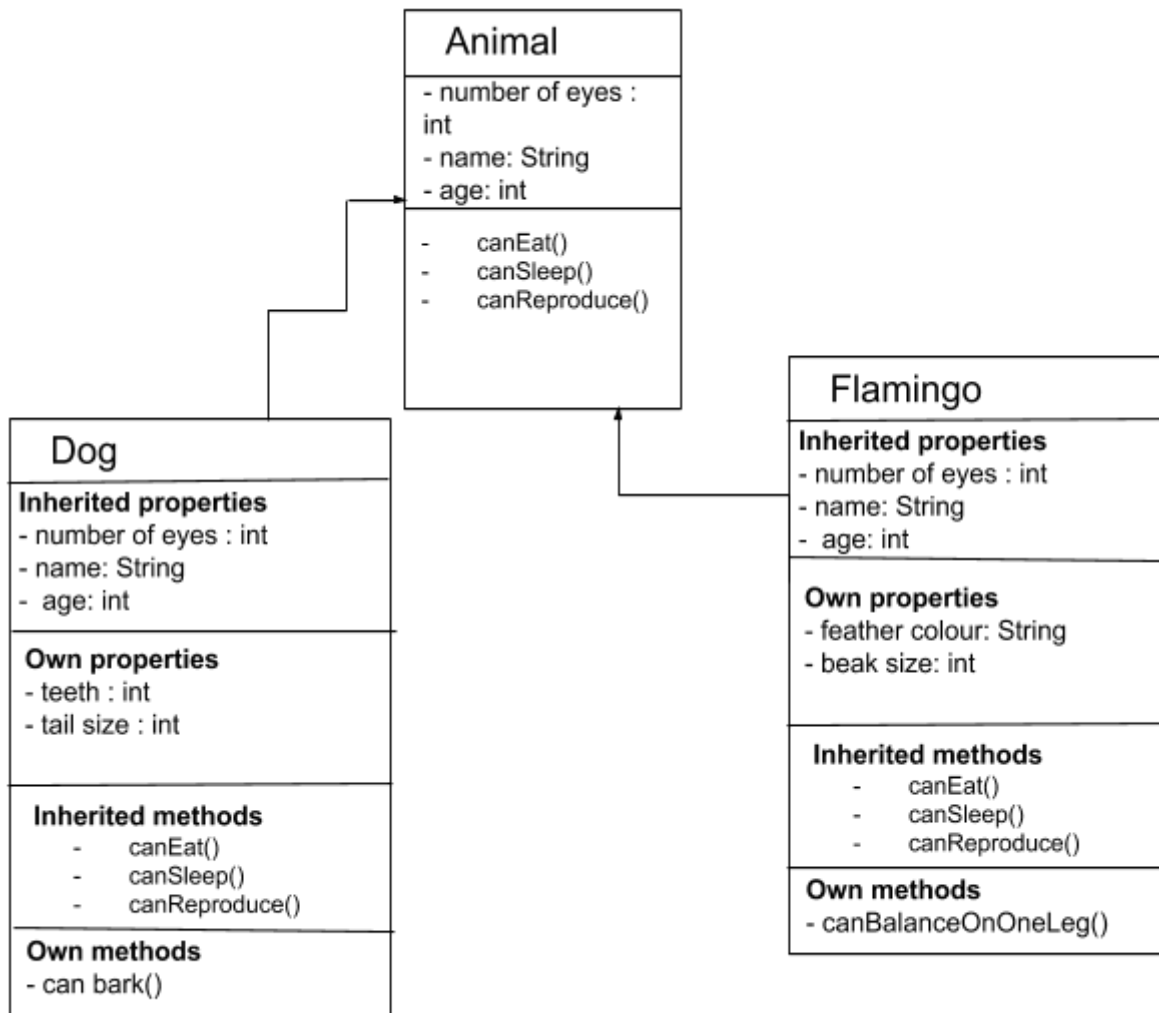 Animal
- number of eyes :
int
- name: String
- age: int
- canEat()
- canSleep()
- canReproduce()
Dog
Inherited properties
- number of eyes : int
- name: String
- age: int
Own properties
- teeth : int
- tail size : int
Inherited methods
- canEat()
- canSleep()
- canReproduce()
Own methods
- can bark()
Flamingo
Inherited properties
- number of eyes : int
- name: String
- age: int
Own properties
- feather colour: String
- beak size: int
Inherited methods
- canEat()
- canSleep()
- canReproduce()
Own methods
- canBalanceOnOneLeg()